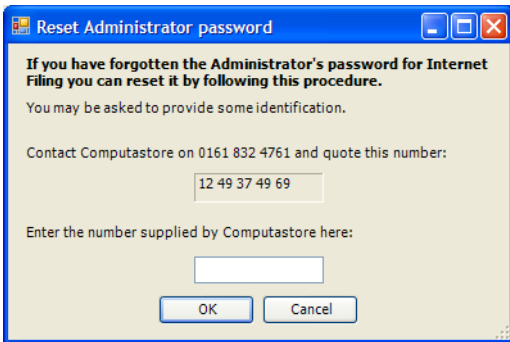 Reset Administrator password
If you have forgotten the Administrator's password for Internet
Filing you can reset it by following this procedure.
You may be asked to provide some identification.
Contact Computastore on 0161 832 4761 and quote this number:
12 49 37 49 69
Enter the number supplied by Computastore here:
OK Cancel